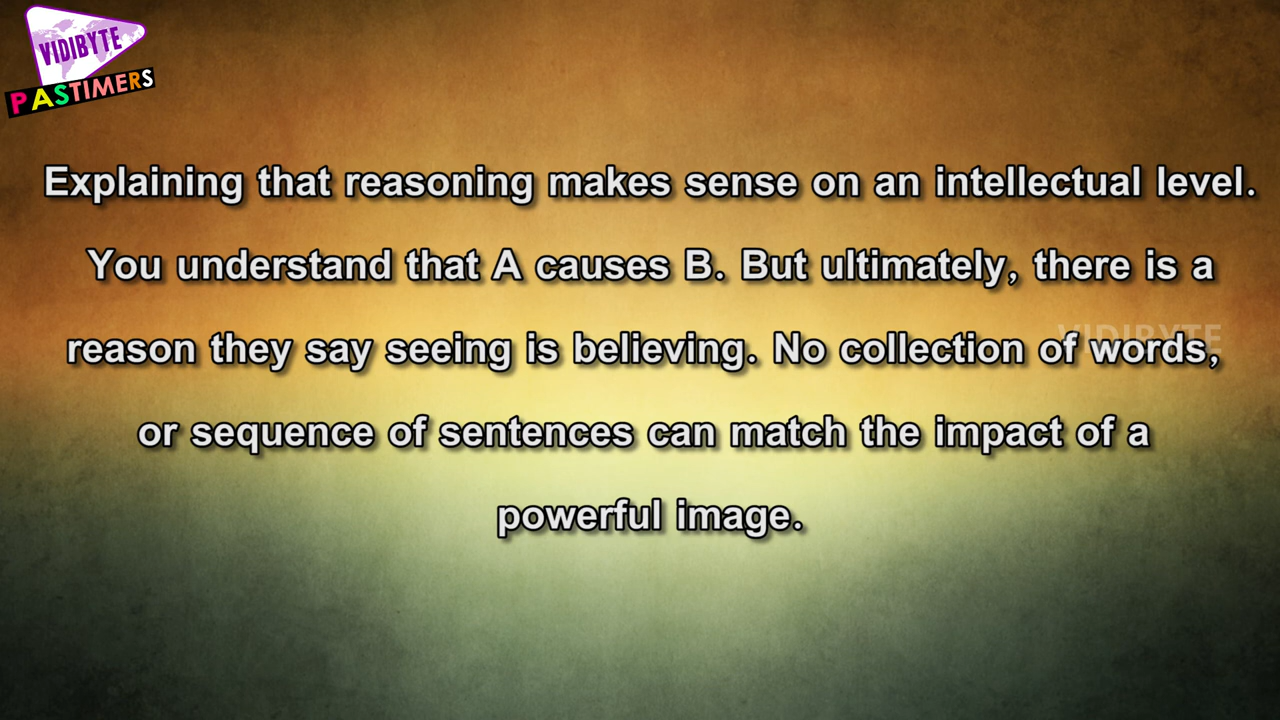 VIDIBYTE
PASTIMERS
Explaining that reasoning makes sense on an intellectual level.
You understand that A causes B. But ultimately, there is a
VIDIBYTE
reason they say seeing is believing. No collection of words,
or sequence of sentences can match the impact of a
powerful image.